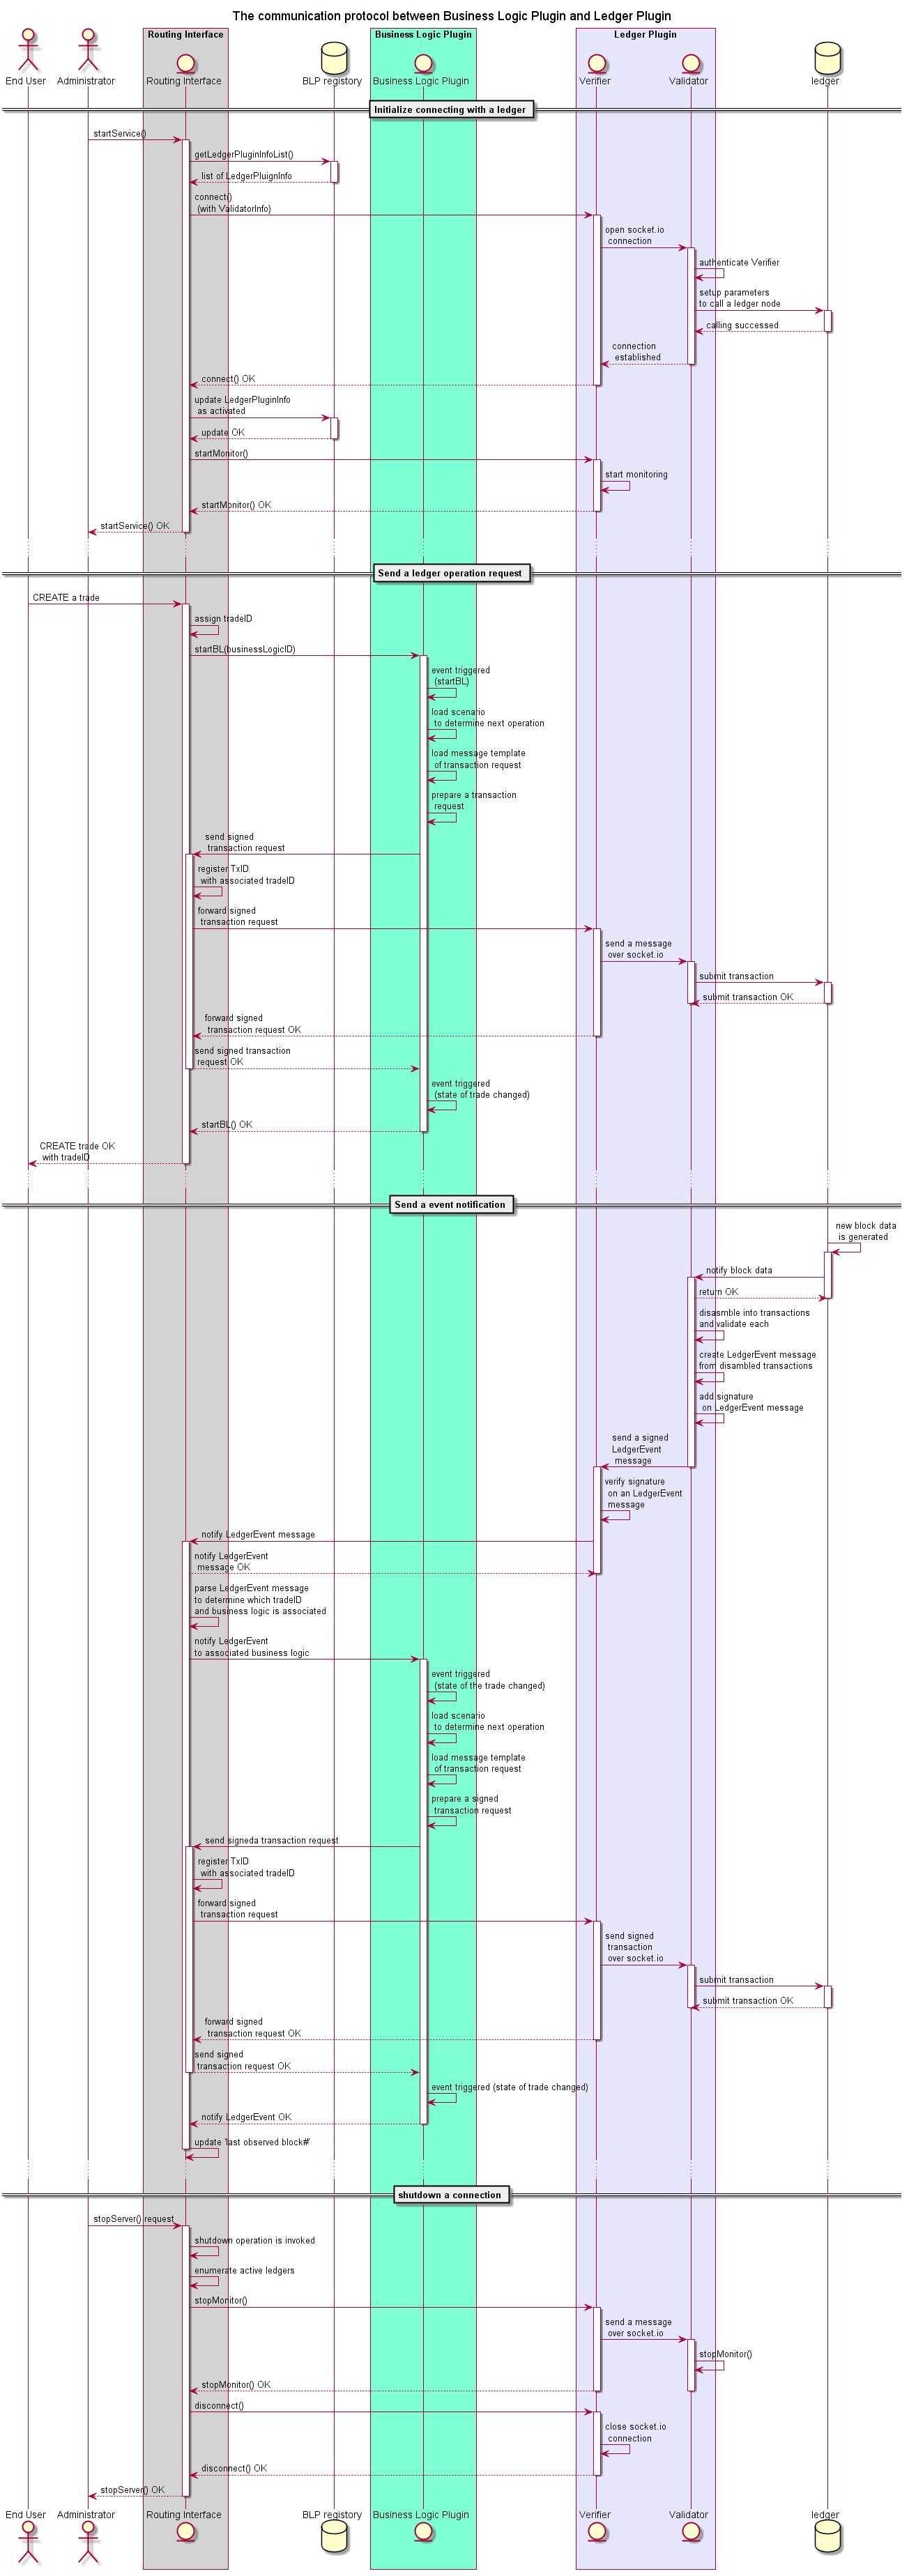 The communication protocol between Business Logic Plugin and Ledger Plugin
Routing Interface
Business Logic Plugin
Ledger Plugin
End User
Administrator
Routing Interface
BLP registory
Business Logic Plugin
Verifier
Validator
ledger
Initialize connecting with a ledger
startService()
getLedgerPluginInfoList()
list of LedgerPluignInfo
connect()
(with ValidatorInfo)
open socket.io
connection
authenticate Verifier
setup parameters
to call a ledger node
calling successed
connection
established
connect() OK
update LedgerPluginInfo
as activated
update OK
startMonitor()
start monitoring
startMonitor() OK
startService() OK
Send a ledger operation request
CREATE a trade
assign tradeID
startBL(businessLogicID)
event triggered
(startBL)
load scenario
to determine next operation
load message template
of transaction request
prepare a transaction
request
send signed
transaction request
register TxID
with associated tradeID
forward signed
transaction request
send a message
over socket.io
submit transaction
submit transaction OK
forward signed
transaction request OK
send signed transaction
request OK
event triggered
(state of trade changed)
startBL() OK
CREATE trade OK
with tradeID
Send a event notification
new block data
is generated
notify block data
return OK
disasmble into transactions
and validate each
create LedgerEvent message
from disambled transactions
add signature
on LedgerEvent message
send a signed
LedgerEvent
message
verify signature
on an LedgerEvent
message
notify LedgerEvent message
notify LedgerEvent
message OK
parse LedgerEvent message
to determine which tradeID
and business logic is associated
notify LedgerEvent
to associated business logic
event triggered
(state of the trade changed)
load scenario
to determine next operation
load message template
of transaction request
prepare a signed
transaction request
send signeda transaction request
register TxID
with associated tradeID
forward signed
transaction request
send signed
transaction
over socket.io
submit transaction
submit transaction OK
forward signed
transaction request OK
send signed
transaction request OK
event triggered (state of trade changed)
notify LedgerEvent OK
update 'last observed block#'
shutdown a connection
stopServer() request
shutdown operation is invoked
enumerate active ledgers
stopMonitor()
send a message
over socket.io
stopMonitor()
stopMonitor() OK
disconnect()
close socket.io
connection
disconnect() OK
stopServer() OK
End User
Administrator
Routing Interface
BLP registory
Business Logic Plugin
Verifier
Validator
ledger